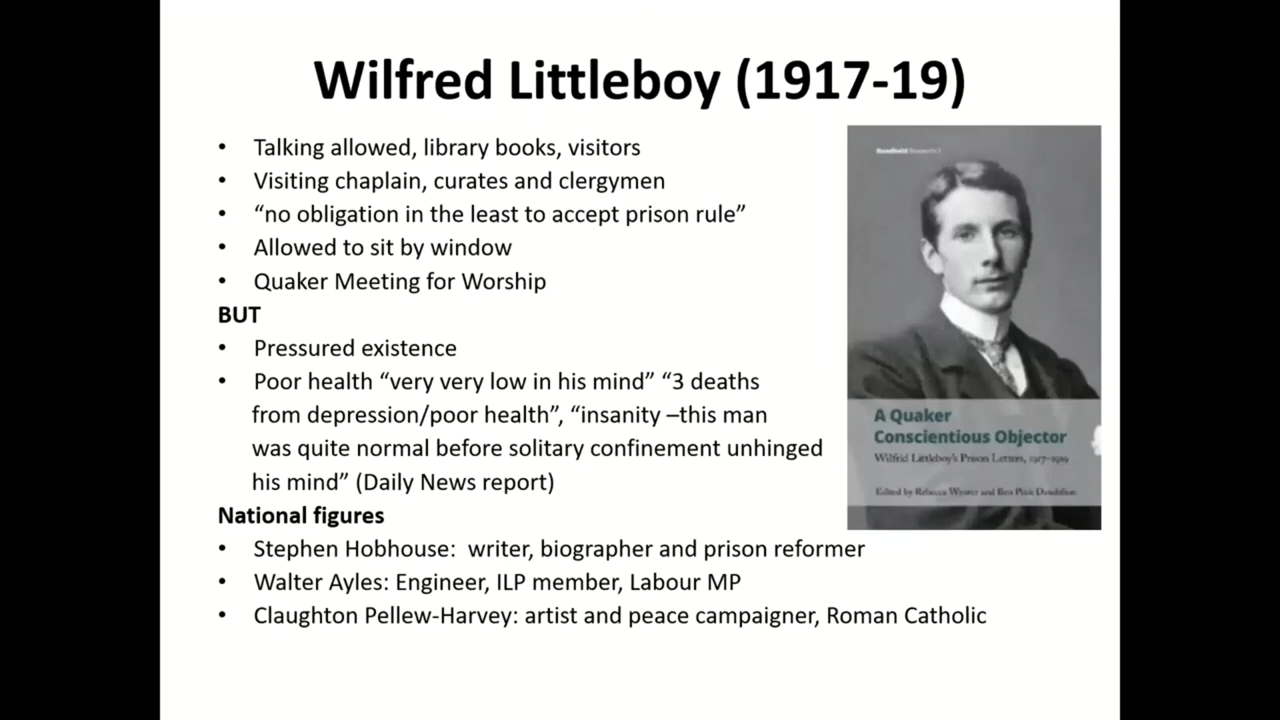 Wilfred Littleboy (1917-19)
• Talking allowed, library books, visitors
• Visiting chaplain, curates and clergymen
• “no obligation in the least to accept prison rule”
• Allowed to sit by window
• Quaker Meeting for Worship
BUT
• Pressured existence
• Poor health “very very low in his mind” “3 deaths
from depression/poor health”, “insanity –this man
was quite normal before solitary confinement unhinged
his mind” (Daily News report)
National figures
• Stephen Hobhouse:  writer, biographer and prison reformer
• Walter Ayles: Engineer, ILP member, Labour MP
• Claughton Pellew-Harvey: artist and peace campaigner, Roman Catholic
Handheld Research 2
A Quaker
Conscientious Objector
Wilfrid Littleboy's Prison Letters, 1917–1919
Edited by Rebecca Wynter and Ben Pink Dandelion